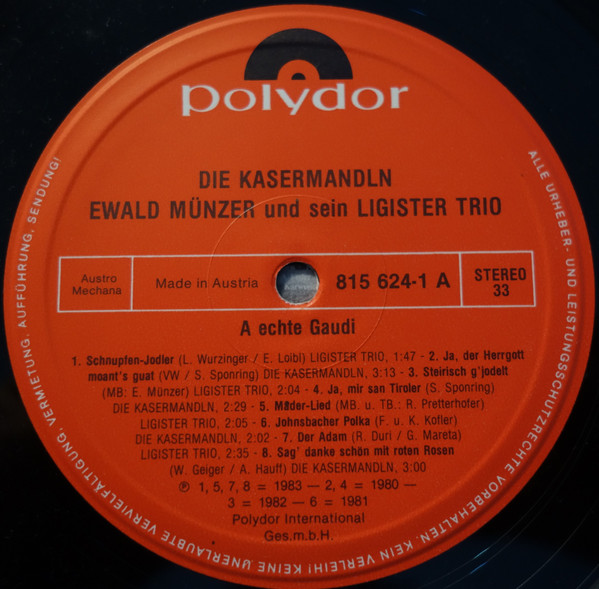 polydor
DIE KASERMANDLN
EWALD MÜNZER und sein LIGISTER TRIO
Austro
Mechana
Made in Austria
815 624-1 A
STEREO
33
A echte Gaudi
1. Schnupfen-Jodler (L. Wurzinger / E. Loibl) LIGISTER TRIO, 1:47 - 2. Ja, der Herrgott
moant's guat (VW / S. Sponring) DIE KASERMANDLN, 3:13 - 3. Steirisch g'jodelt
(MB: E. Münzer) LIGISTER TRIO, 2:04 - 4. Ja, mir san Tiroler (S. Sponring)
DIE KASERMANDLN, 2:29 - 5. Måder-Lied (MB. u. TB.: R. Pretterhofer)
LIGISTER TRIO, 2:05 - 6. Johnsbacher Polka (F. u. K. Kofler)
DIE KASERMANDLN, 2:02 - 7. Der Adam (R. Duri / G. Mareta)
LIGISTER TRIO, 2:35 - 8. Sag' danke schön mit roten Rosen
(W. Geiger / A. Hauff) DIE KASERMANDLN, 3:00
Ⓟ 1, 5, 7, 8 = 1983 — 2, 4 = 1980 —
3 = 1982 — 6 = 1981
Polydor International
Ges.m.b.H.
ALLE URHEBER- UND LEISTUNGSSCHUTZRECHTE VORBEHALTEN. KEIN VERLEIH! KEINE UNERLAUBTE VERVIELFÄLTIGUNG, VERMIETUNG, AUFFÜHRUNG, SENDUNG!